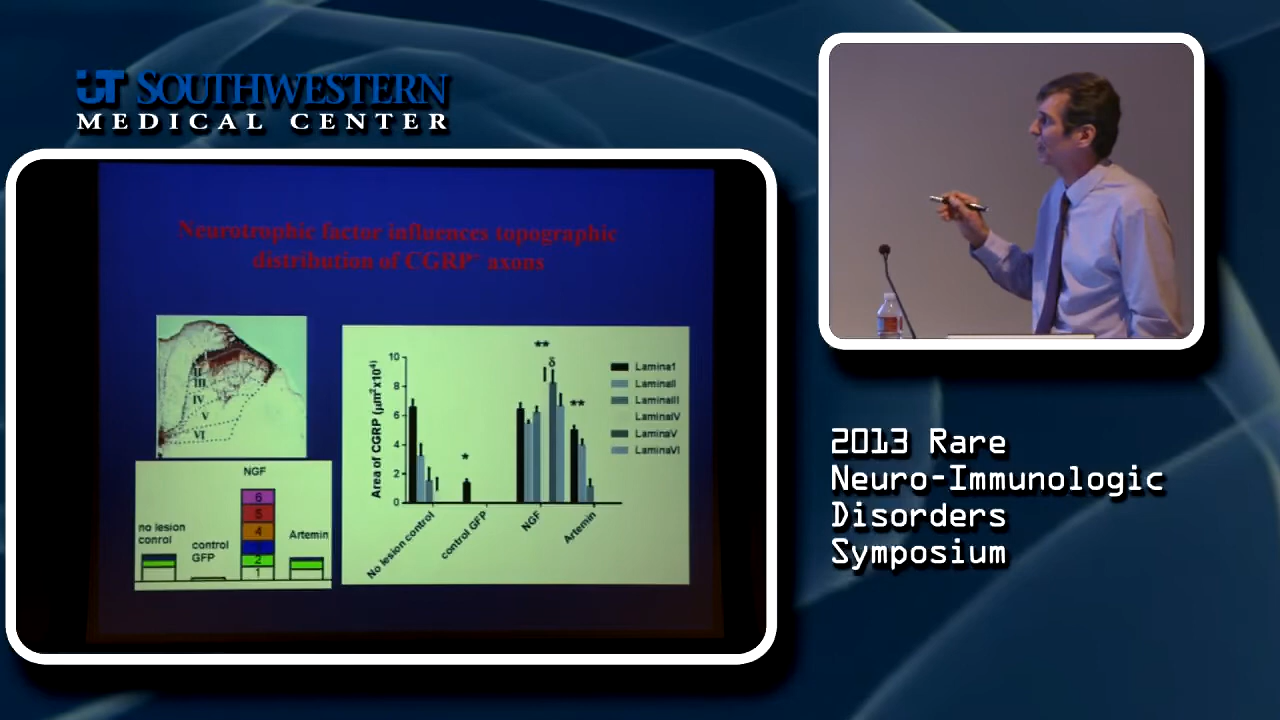 UT SOUTHWESTERN
MEDICAL CENTER
Neurotrophic factor influences topographic
distribution of CGRP⁺ axons
II
III
IV
V
VI
NGF
6
5
4
2
1
no lesion
conrol
control
GFP
Artemin
Area of CGRP (µm²x10⁴)
10
8
6
4
2
0
*
**
δ
**
No lesion control
control GFP
NGF
Artemin
Lamina1
LaminaII
LaminaIII
LaminaIV
LaminaV
LaminaVI
2013 Rare
Neuro-Immunologic
Disorders
Symposium